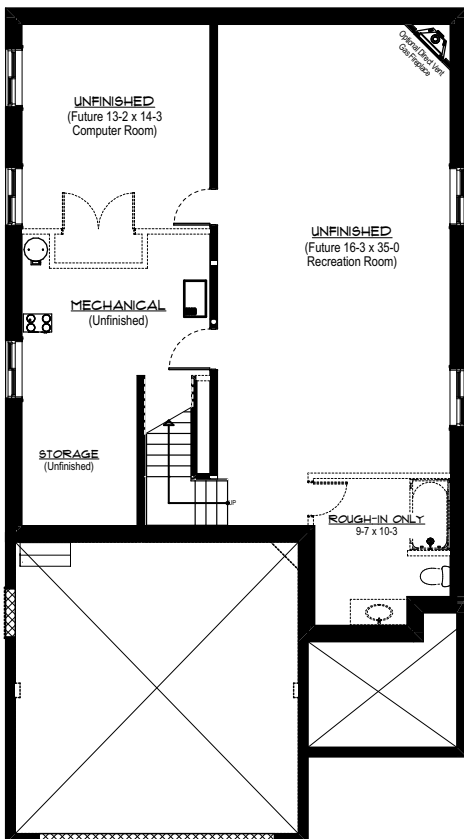 Optional Direct Vent
Gas Fireplace
UNFINISHED
(Future 13-2 x 14-3
Computer Room)
UNFINISHED
(Future 16-3 x 35-0
Recreation Room)
MECHANICAL
(Unfinished)
STORAGE
(Unfinished)
UP
ROUGH-IN ONLY
9-7 x 10-3